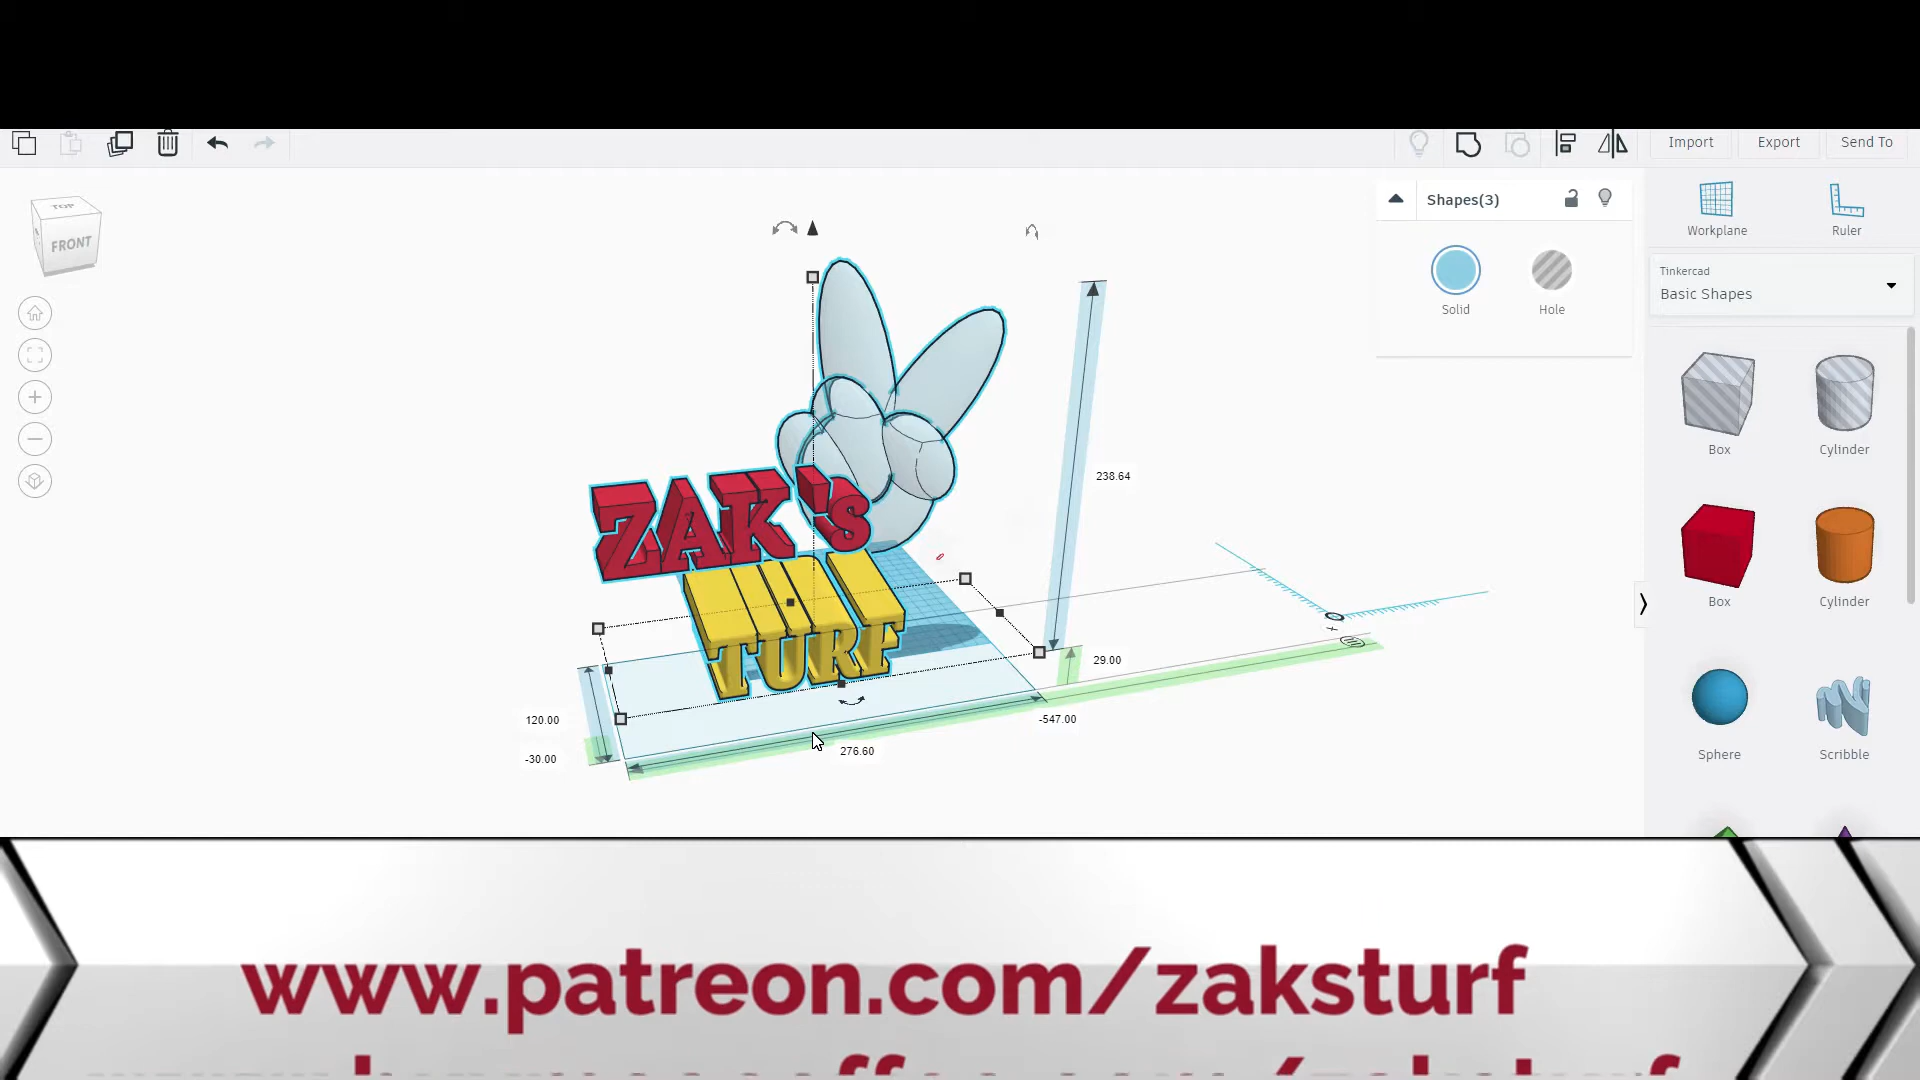 Import
Export
Send To
TOP
FRONT
Shapes(3)
Workplane
Ruler
Solid
Hole
Tinkercad
Basic Shapes
Box
Cylinder
238.64
ZAK's
TURF
Box
Cylinder
29.00
120.00
-547.00
276.60
-30.00
Sphere
Scribble
www.patreon.com/zaksturf